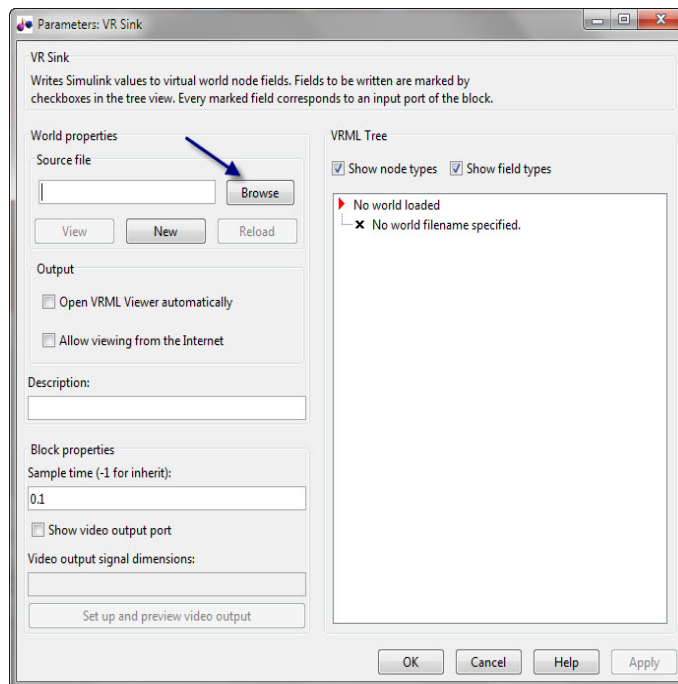 Parameters: VR Sink
VR Sink
Writes Simulink values to virtual world node fields. Fields to be written are marked by
checkboxes in the tree view. Every marked field corresponds to an input port of the block.
World properties
Source file
Browse
View New Reload
Output
Open VRML Viewer automatically
Allow viewing from the Internet
Description:
Block properties
Sample time (-1 for inherit):
0.1
Show video output port
Video output signal dimensions:
Set up and preview video output
VRML Tree
Show node types Show field types
No world loaded
No world filename specified.
OK Cancel Help Apply